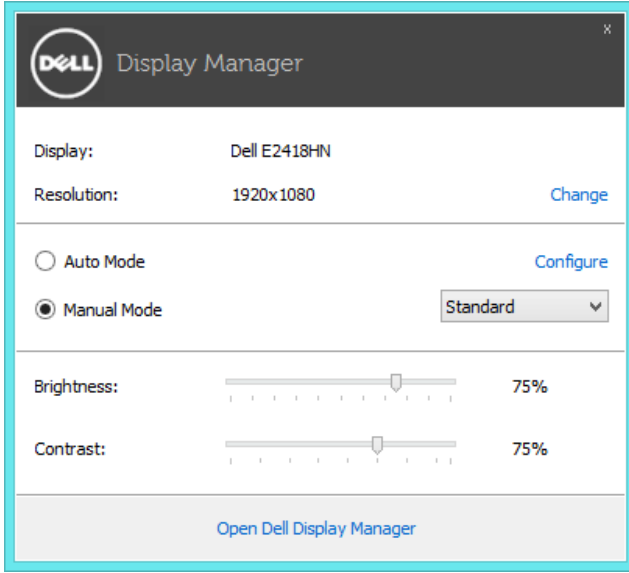 DELL Display Manager x
Display: Dell E2418HN
Resolution: 1920x1080 Change
Auto Mode Configure
Manual Mode Standard
Brightness: 75%
Contrast: 75%
Open Dell Display Manager